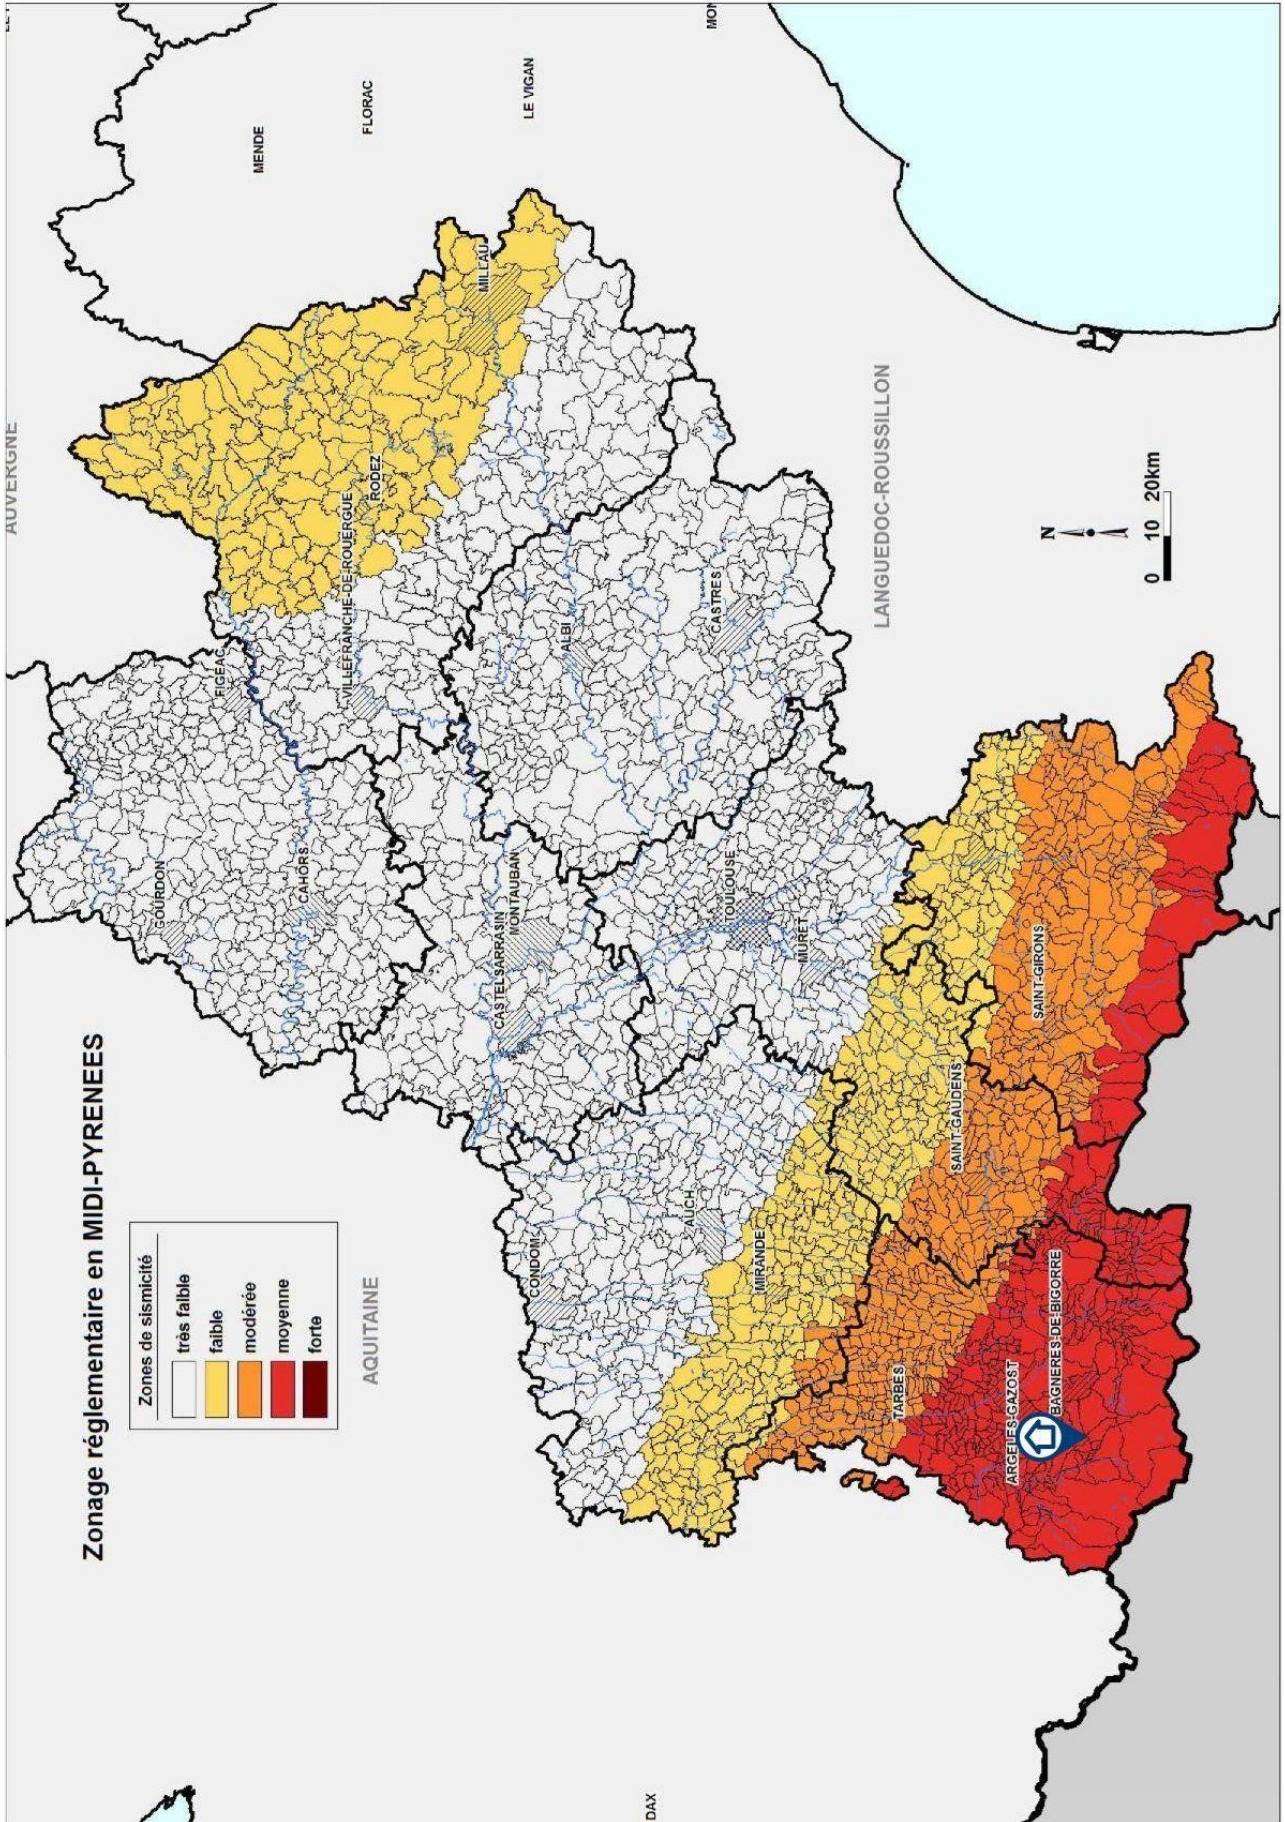 Zonage réglementaire en MIDI-PYRENEES
Zones de sismicité
très faible
faible
modérée
moyenne
forte
AUVERGNE
AQUITAINE
LANGUEDOC-ROUSSILLON
MENDE
FLORAC
LE VIGAN
GOURDON
FIGEAC
CAHORS
VILLEFRANCHE-DE-ROUERGUE
RODEZ
MILLAU
CASTELSARRASIN
MONTAUBAN
ALBI
CONDOM
AUCH
TOULOUSE
CASTRES
MIRANDE
MURET
TARBES
SAINT-GAUDENS
SAINT-GIRONS
ARGELES-GAZOST
BAGNERES-DE-BIGORRE
DAX
N
0 10 20km